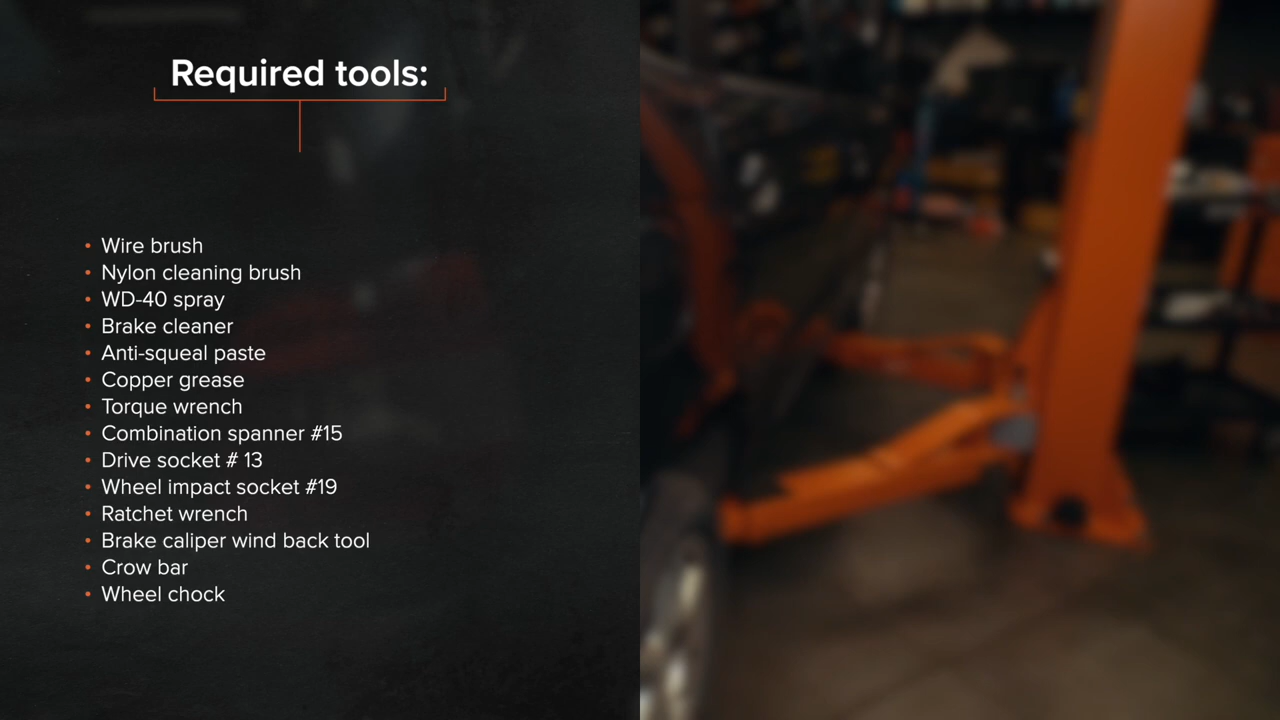 Required tools:
• Wire brush
• Nylon cleaning brush
• WD-40 spray
• Brake cleaner
• Anti-squeal paste
• Copper grease
• Torque wrench
• Combination spanner #15
• Drive socket # 13
• Wheel impact socket #19
• Ratchet wrench
• Brake caliper wind back tool
• Crow bar
• Wheel chock